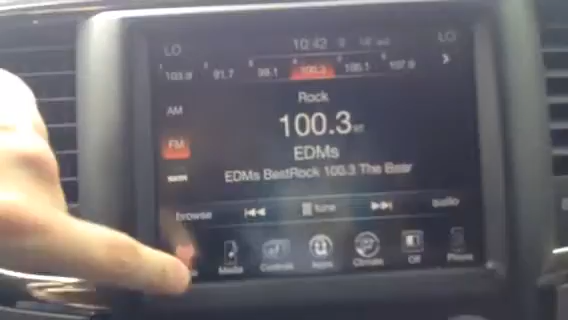 LO 10:42 LO
103.9 91.7 99.1 100.3 105.1 107.9
AM
Rock
FM
100.3
EDMs
EDMs BestRock 100.3 The Bear
browse tune audio
Media Controls Apps Climate Off Phone